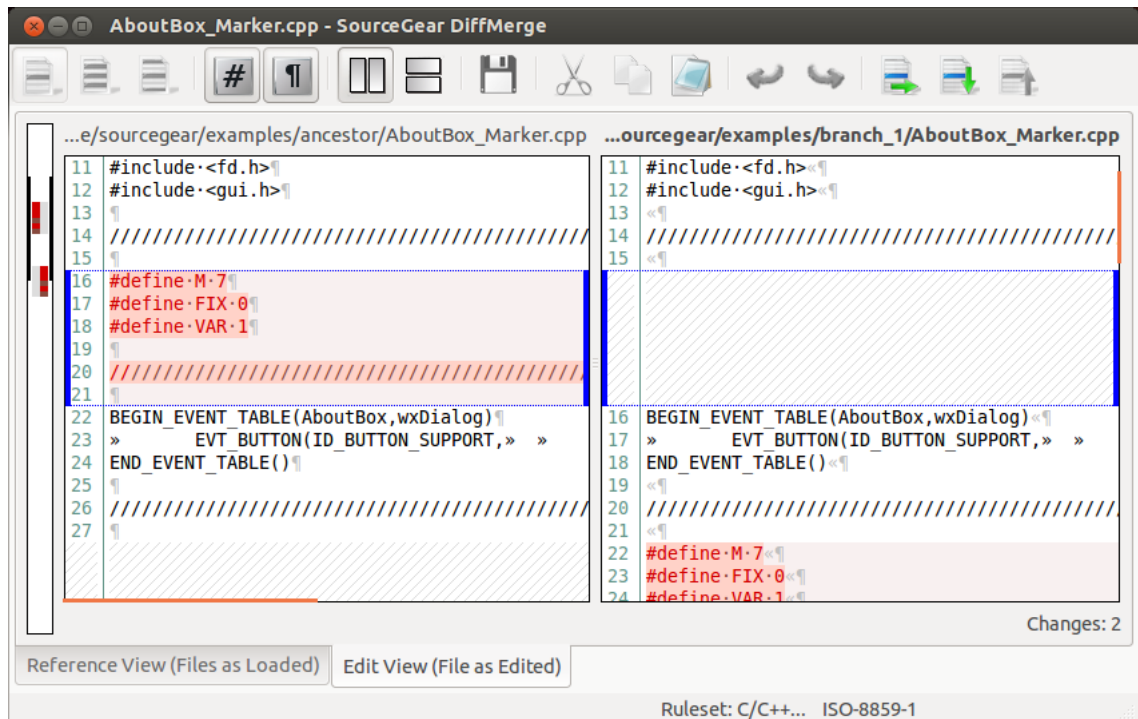 AboutBox_Marker.cpp - SourceGear DiffMerge
# ¶
...e/sourcegear/examples/ancestor/AboutBox_Marker.cpp
11 #include·<fd.h>¶
12 #include·<gui.h>¶
13 ¶
14 /////////////////////////////////////////////
15 ¶
16 #define·M·7¶
17 #define·FIX·0¶
18 #define·VAR·1¶
19 ¶
20 /////////////////////////////////////////////
21 ¶
22 BEGIN_EVENT_TABLE(AboutBox,wxDialog)¶
23 » EVT_BUTTON(ID_BUTTON_SUPPORT,» »
24 END_EVENT_TABLE()¶
25 ¶
26 /////////////////////////////////////////////
27 ¶
...ourcegear/examples/branch_1/AboutBox_Marker.cpp
11 #include·<fd.h>«¶
12 #include·<gui.h>«¶
13 «¶
14 /////////////////////////////////////////////
15 «¶
16 BEGIN_EVENT_TABLE(AboutBox,wxDialog)«¶
17 » EVT_BUTTON(ID_BUTTON_SUPPORT,» »
18 END_EVENT_TABLE()«¶
19 «¶
20 /////////////////////////////////////////////
21 «¶
22 #define·M·7«¶
23 #define·FIX·0«¶
24 #define·VAR·1«¶
Changes: 2
Reference View (Files as Loaded) Edit View (File as Edited)
Ruleset: C/C++... ISO-8859-1